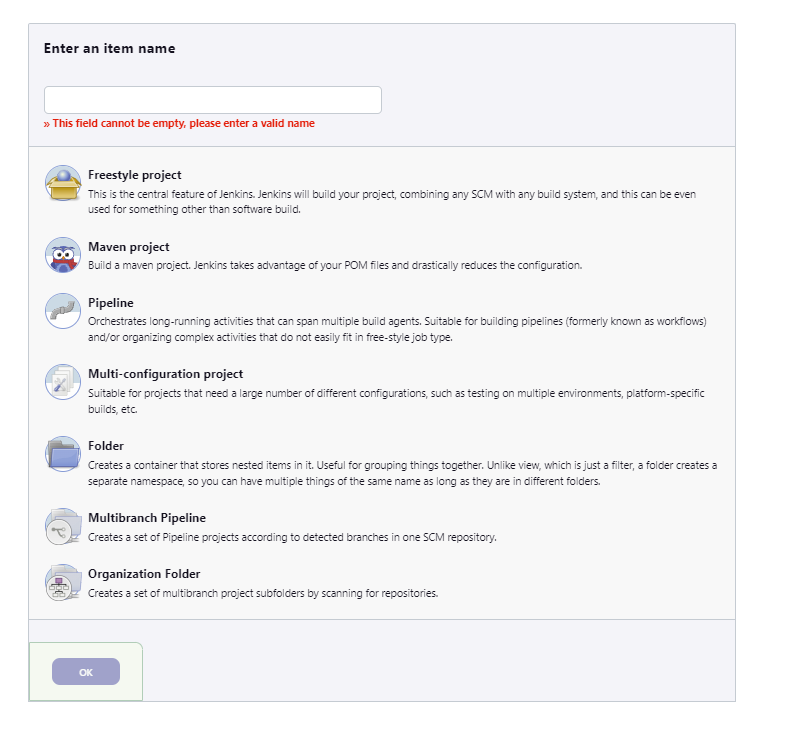 Enter an item name
» This field cannot be empty, please enter a valid name
Freestyle project
This is the central feature of Jenkins. Jenkins will build your project, combining any SCM with any build system, and this can be even
used for something other than software build.
Maven project
Build a maven project. Jenkins takes advantage of your POM files and drastically reduces the configuration.
Pipeline
Orchestrates long-running activities that can span multiple build agents. Suitable for building pipelines (formerly known as workflows)
and/or organizing complex activities that do not easily fit in free-style job type.
Multi-configuration project
Suitable for projects that need a large number of different configurations, such as testing on multiple environments, platform-specific
builds, etc.
Folder
Creates a container that stores nested items in it. Useful for grouping things together. Unlike view, which is just a filter, a folder creates a
separate namespace, so you can have multiple things of the same name as long as they are in different folders.
Multibranch Pipeline
Creates a set of Pipeline projects according to detected branches in one SCM repository.
Organization Folder
Creates a set of multibranch project subfolders by scanning for repositories.
OK